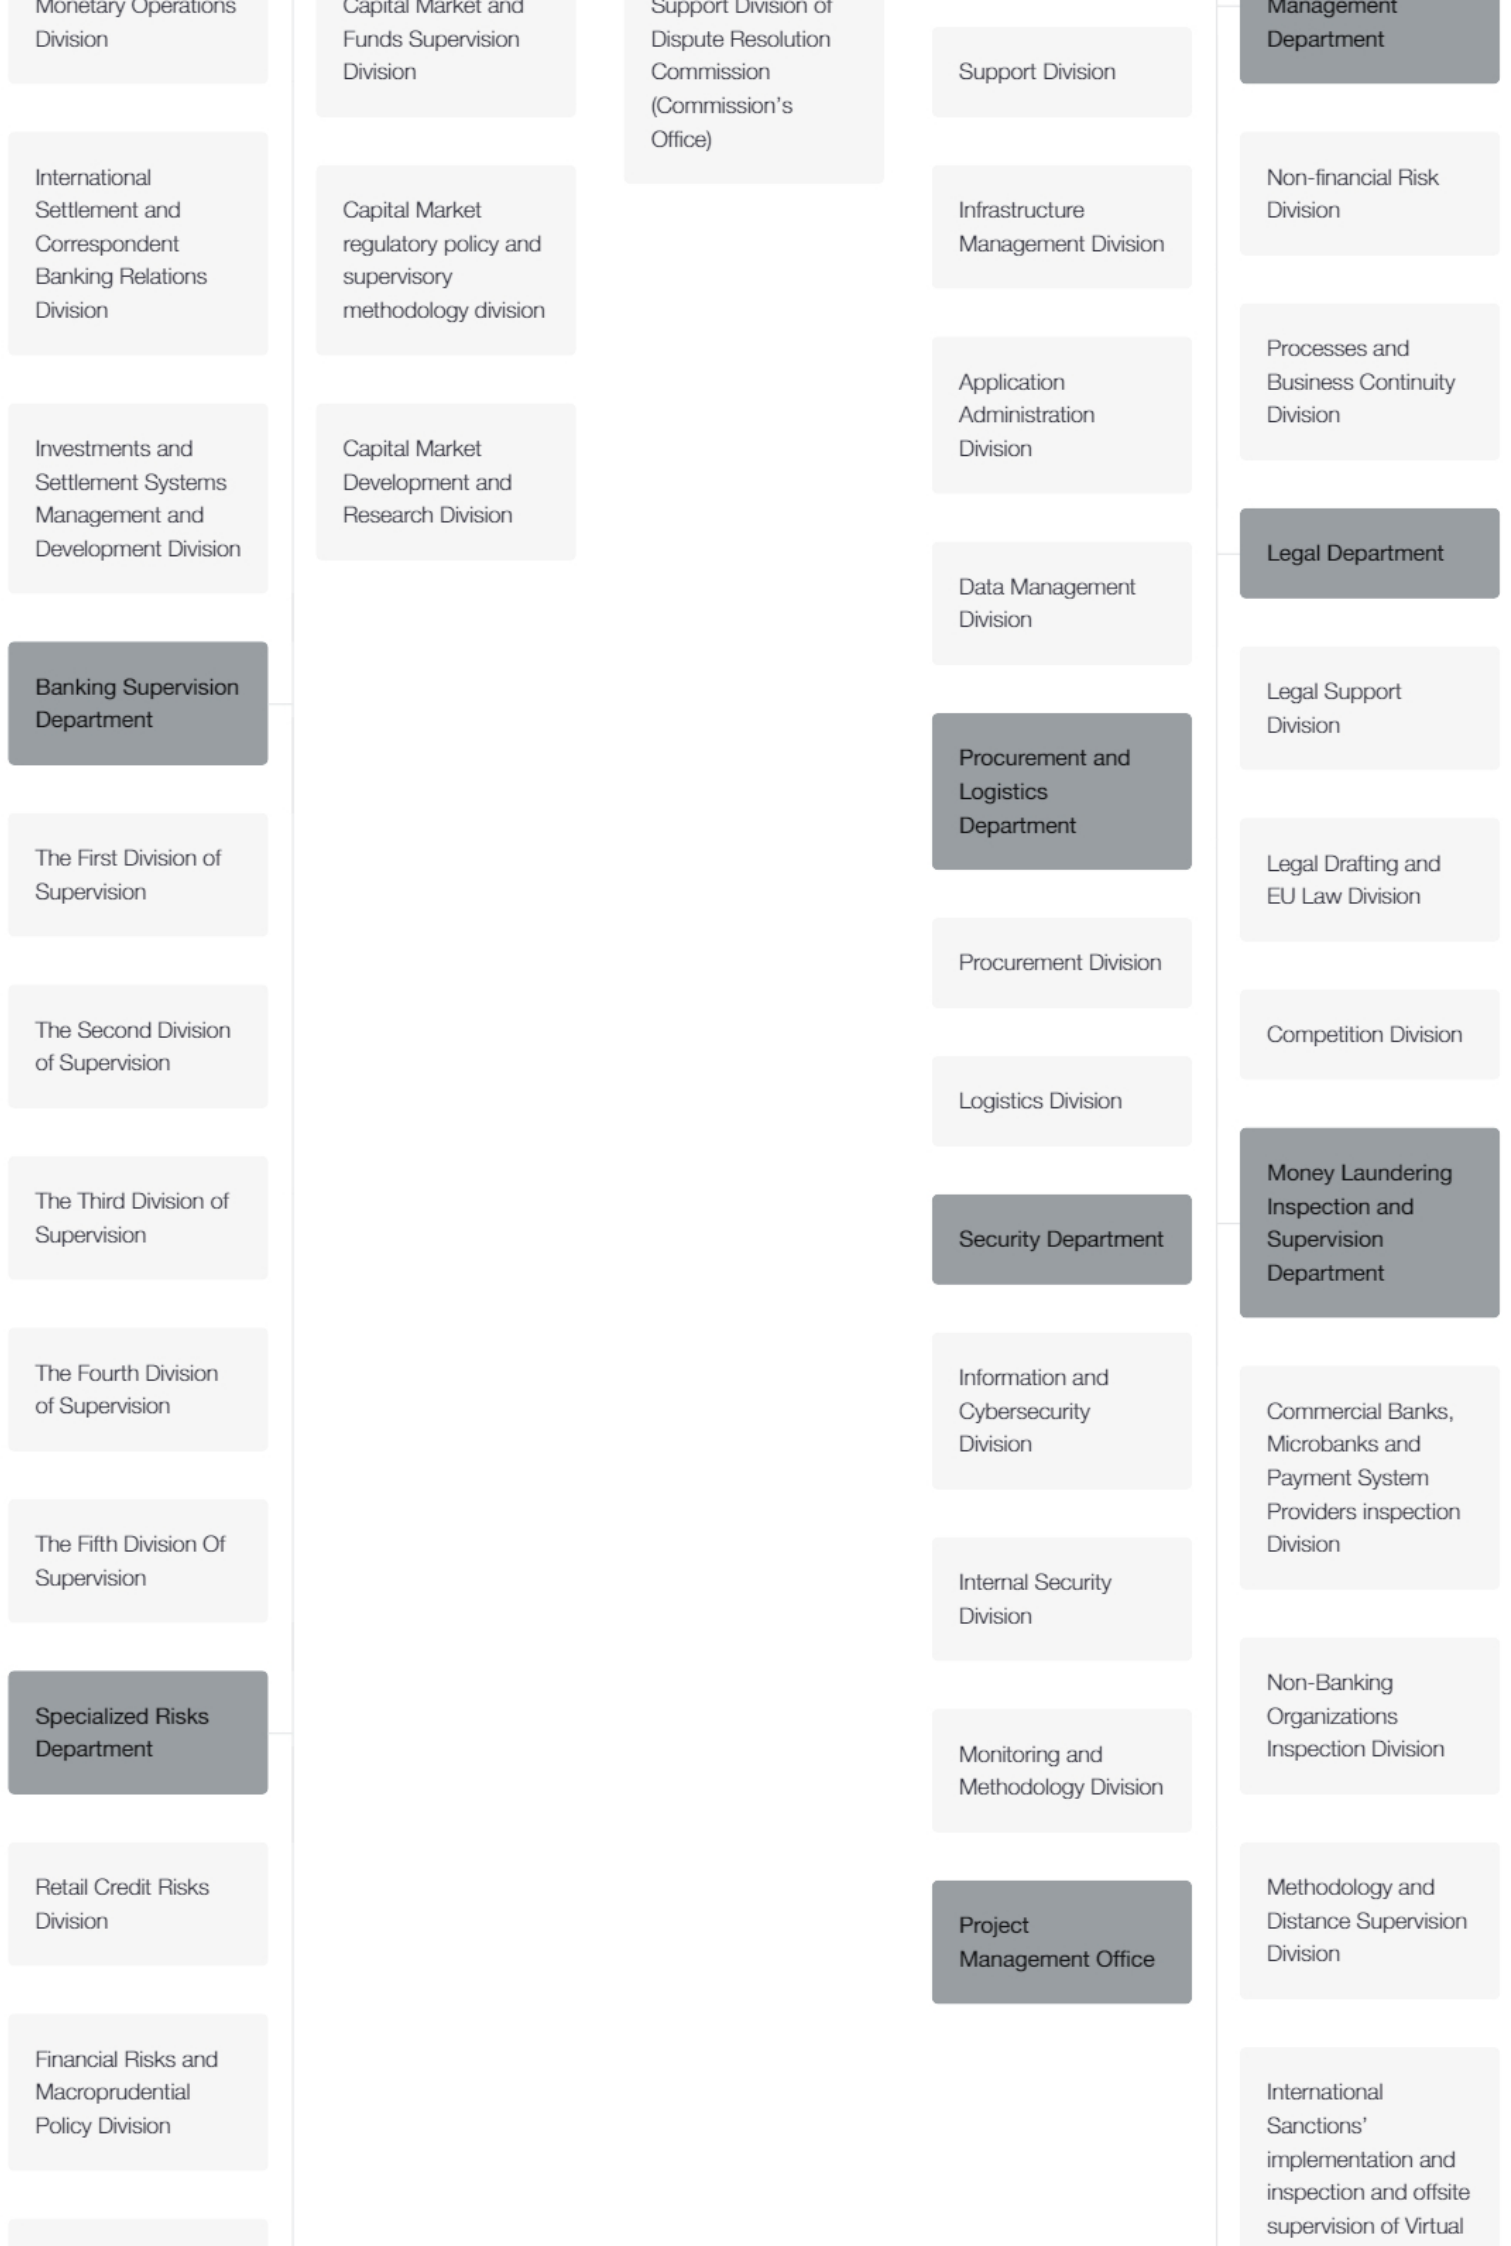 Monetary Operations
Division
International
Settlement and
Correspondent
Banking Relations
Division
Investments and
Settlement Systems
Management and
Development Division
Banking Supervision
Department
The First Division of
Supervision
The Second Division
of Supervision
The Third Division of
Supervision
The Fourth Division
of Supervision
The Fifth Division Of
Supervision
Specialized Risks
Department
Retail Credit Risks
Division
Financial Risks and
Macroprudential
Policy Division
Capital Market and
Funds Supervision
Division
Capital Market
regulatory policy and
supervisory
methodology division
Capital Market
Development and
Research Division
Support Division of
Dispute Resolution
Commission
(Commission’s
Office)
Support Division
Infrastructure
Management Division
Application
Administration
Division
Data Management
Division
Procurement and
Logistics
Department
Procurement Division
Logistics Division
Security Department
Information and
Cybersecurity
Division
Internal Security
Division
Monitoring and
Methodology Division
Project
Management Office
Management
Department
Non-financial Risk
Division
Processes and
Business Continuity
Division
Legal Department
Legal Support
Division
Legal Drafting and
EU Law Division
Competition Division
Money Laundering
Inspection and
Supervision
Department
Commercial Banks,
Microbanks and
Payment System
Providers inspection
Division
Non-Banking
Organizations
Inspection Division
Methodology and
Distance Supervision
Division
International
Sanctions’
implementation and
inspection and offsite
supervision of Virtual